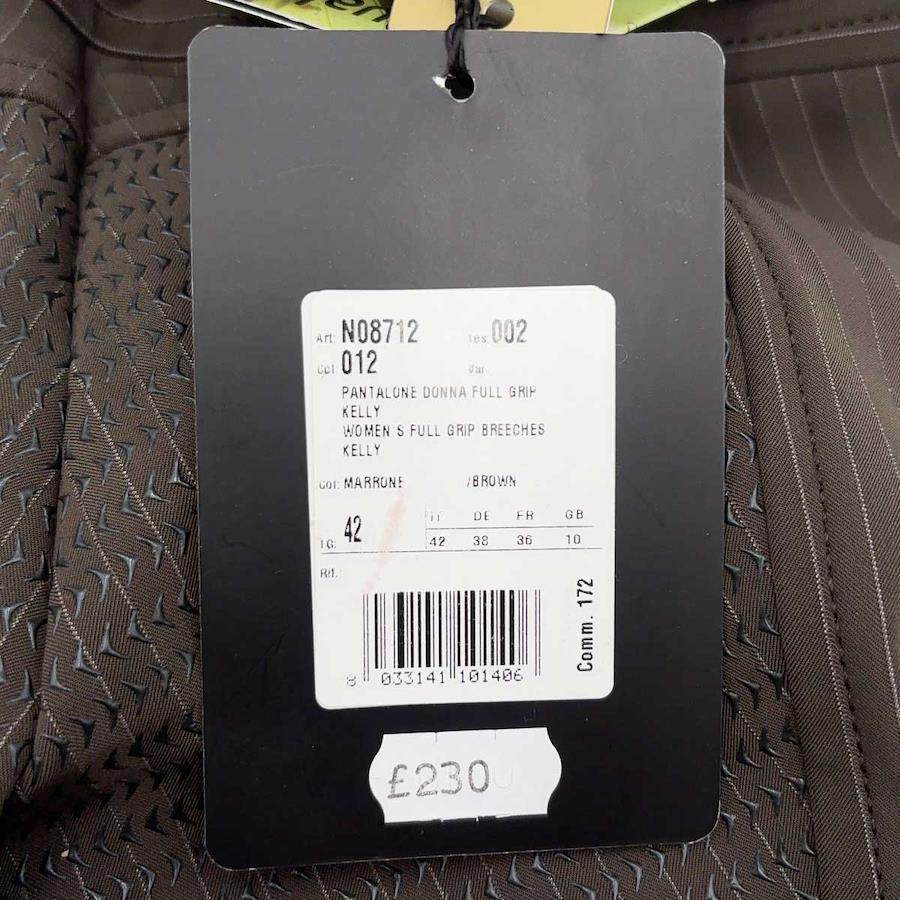 Art: N08712 Tes: 002
Cpl: 012 Var.
PANTALONE DONNA FULL GRIP
KELLY
WOMEN'S FULL GRIP BREECHES
KELLY
Col: MARRONE /BROWN
TG: 42
IT DE FR GB
42 38 36 10
Rif.:
Comm. 172
8 033141 101406
£230